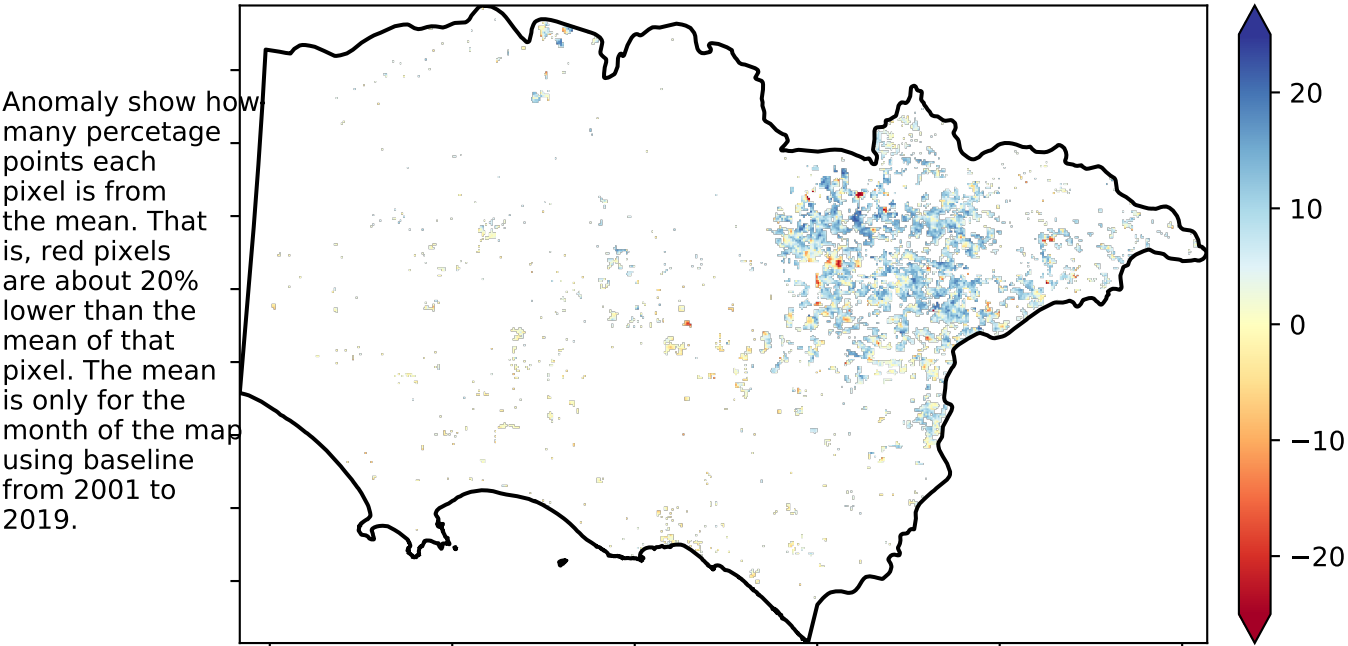 Anomaly show how
many percetage
points each
pixel is from
the mean. That
is, red pixels
are about 20%
lower than the
mean of that
pixel. The mean
is only for the
month of the map
using baseline
from 2001 to
2019.
20
10
0
−10
−20